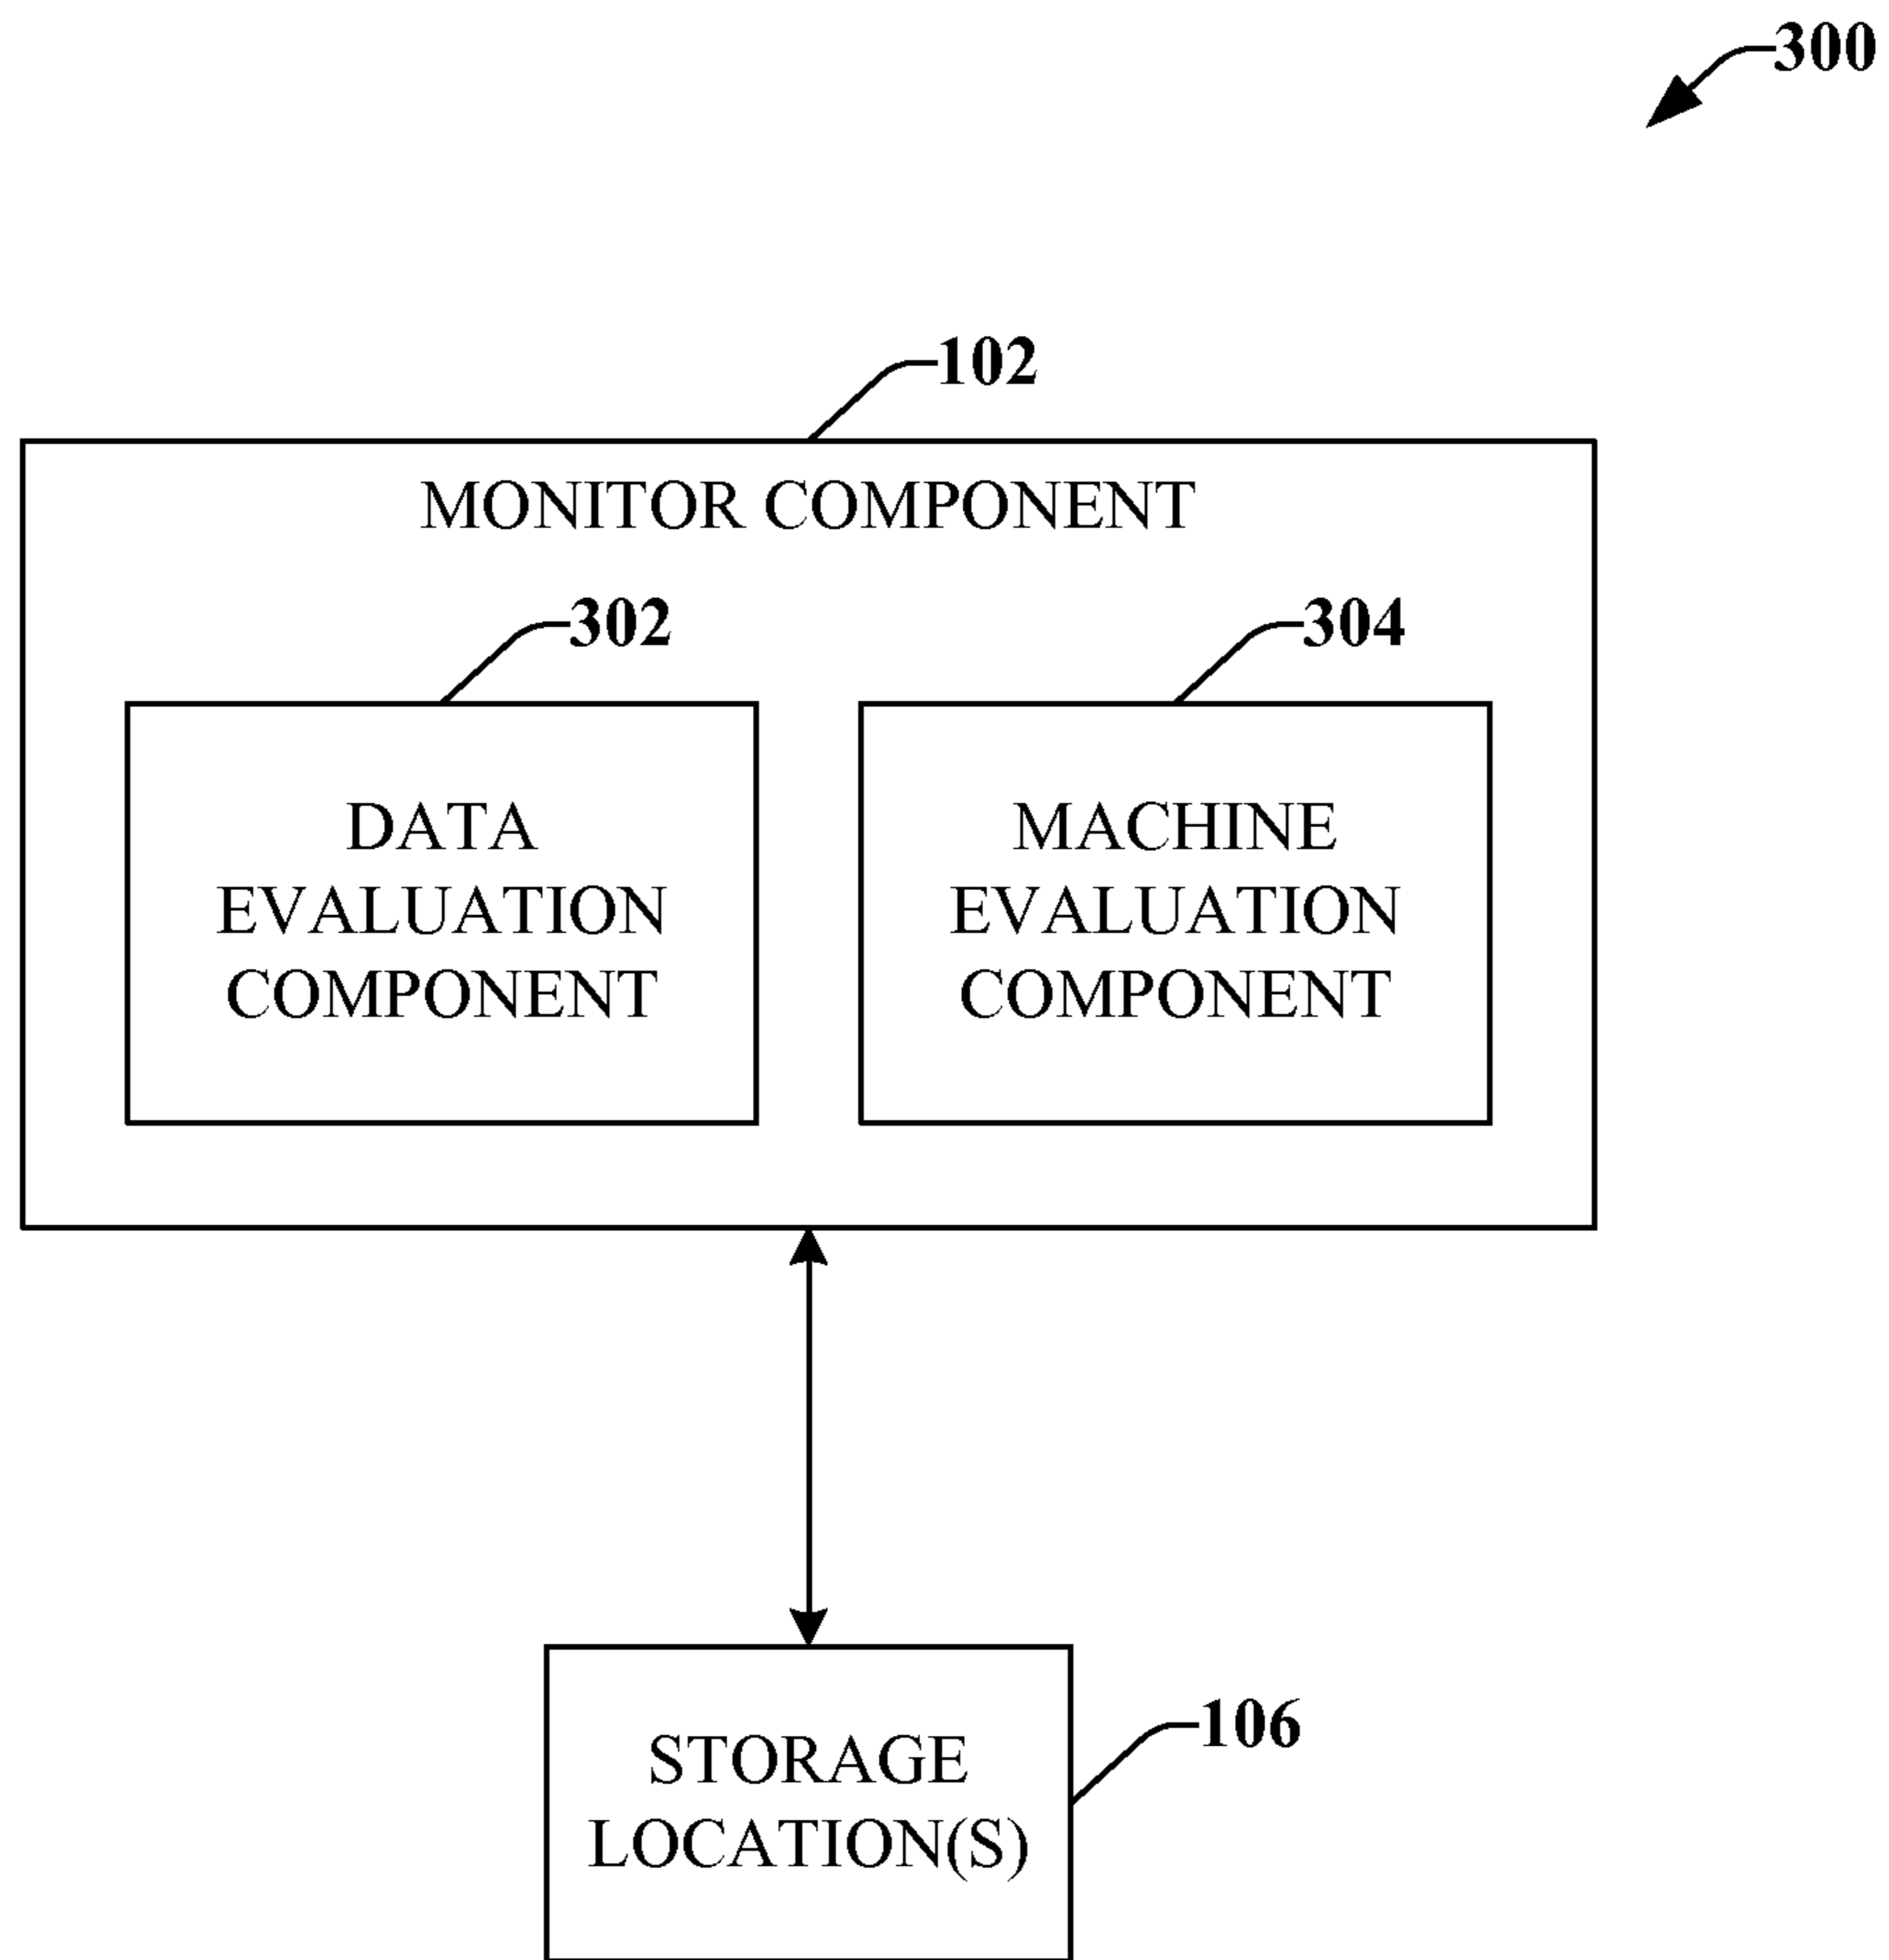 300
102
MONITOR COMPONENT
302
304
DATA
EVALUATION
COMPONENT
MACHINE
EVALUATION
COMPONENT
106
STORAGE
LOCATION(S)